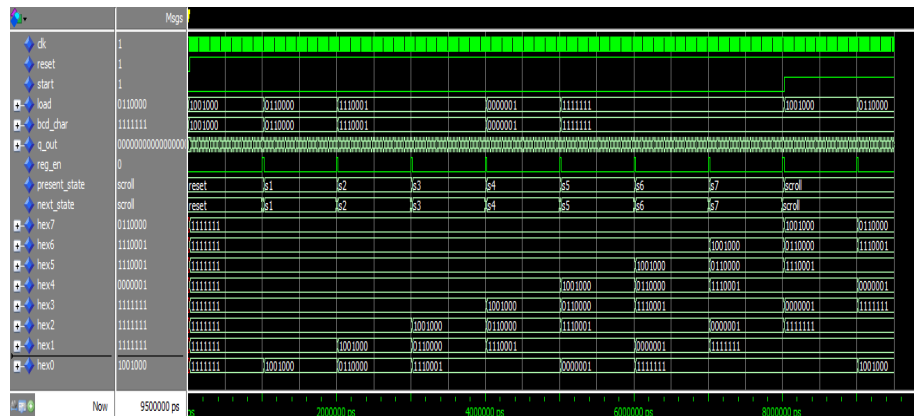 Msgs
clk 1
reset 1
start 1
load 0110000 1001000 0110000 1110001 0000001 1111111 1001000 0110000
bcd_char 1111111 1001000 0110000 1110001 0000001 1111111
q_out 0000000000000000
reg_en 0
present_state scroll reset s1 s2 s3 s4 s5 s6 s7 scroll
next_state scroll reset s1 s2 s3 s4 s5 s6 s7 scroll
hex7 0110000 1111111 1001000 0110000
hex6 1110001 1111111 1001000 0110000 1110001
hex5 1110001 1111111 1001000 0110000 1110001
hex4 0000001 1111111 1001000 0110000 1110001 0000001
hex3 1111111 1111111 1001000 0110000 1110001 0000001 1111111
hex2 1111111 1111111 1001000 0110000 1110001 0000001 1111111
hex1 1111111 1111111 1001000 0110000 1110001 0000001 1111111
hex0 1001000 1111111 1001000 0110000 1110001 0000001 1111111 1001000
Now 9500000 ps ps 2000000 ps 4000000 ps 6000000 ps 8000000 ps